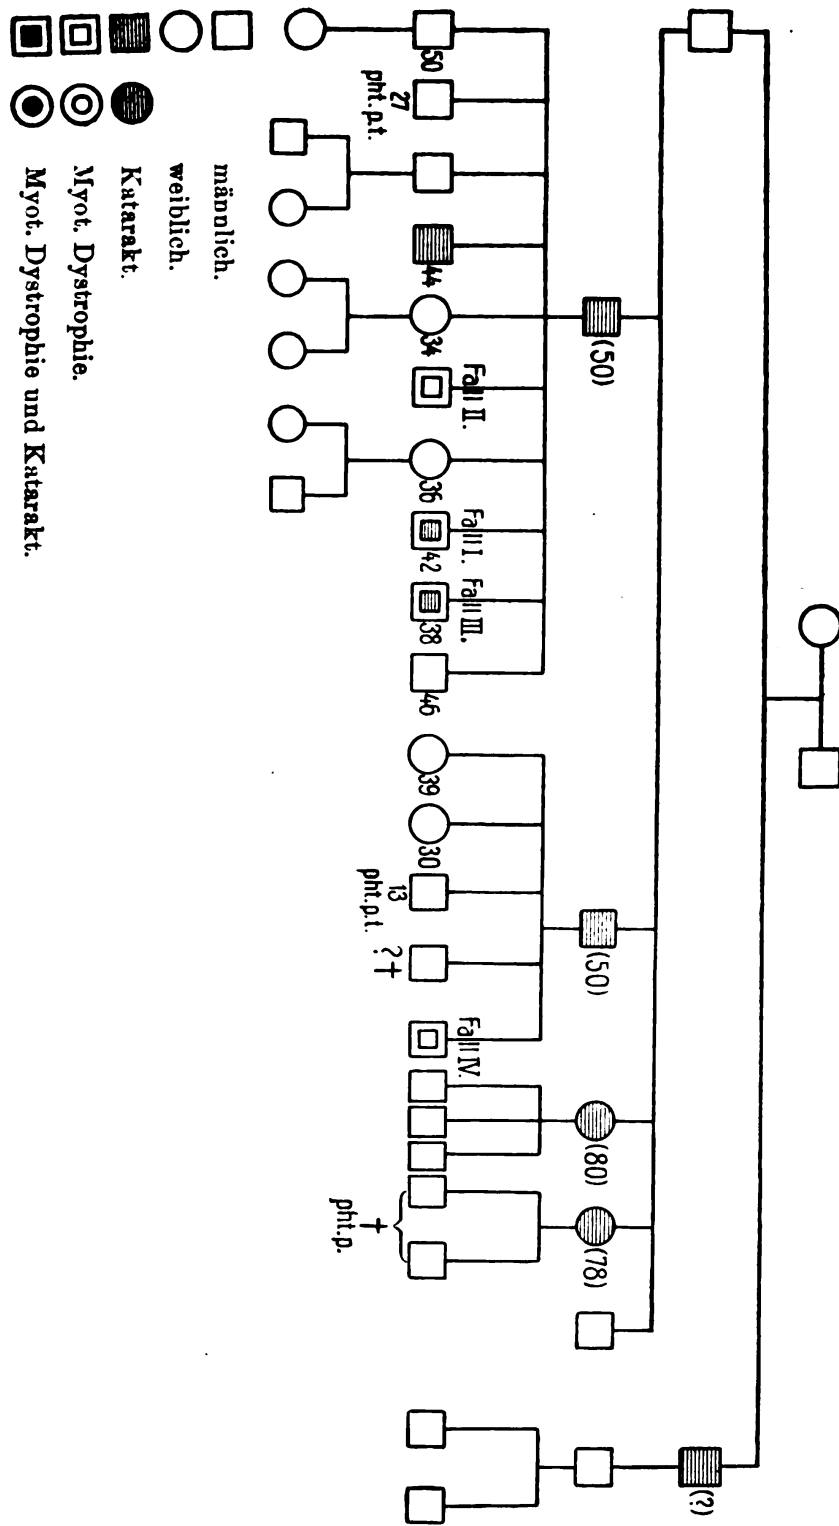 (?)
(50)
(50)
(80)
(78)
50
27
pht.p.t.
44
34
Fall II.
36
Fall I.
42
Fall III.
38
46
39
30
13
pht.p.t.
?†
Fall IV.
†
pht.p.
männlich.
weiblich.
Katarakt.
Myot. Dystrophie.
Myot. Dystrophie und Katarakt.